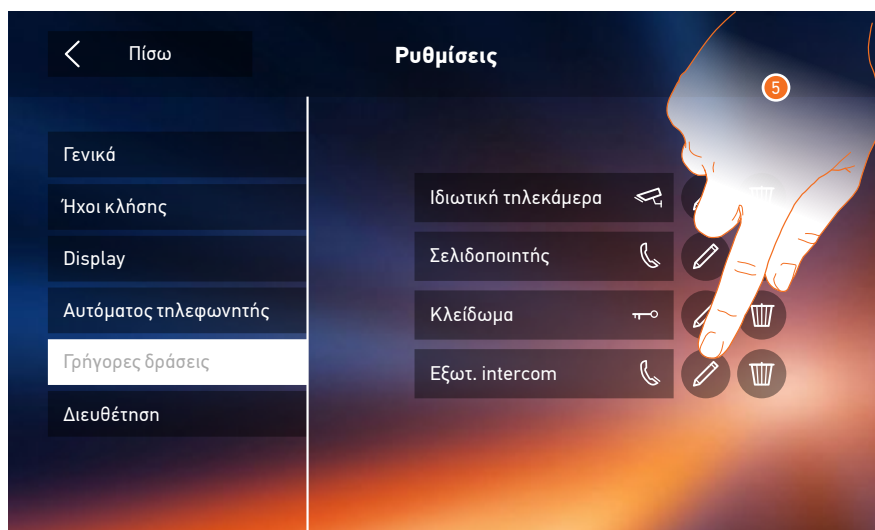 Πίσω
Ρυθμίσεις
5
Γενικά
Ήχοι κλήσης
Display
Αυτόματος τηλεφωνητής
Γρήγορες δράσεις
Διευθέτηση
Ιδιωτική τηλεκάμερα
Σελιδοποιητής
Κλείδωμα
Εξωτ. intercom